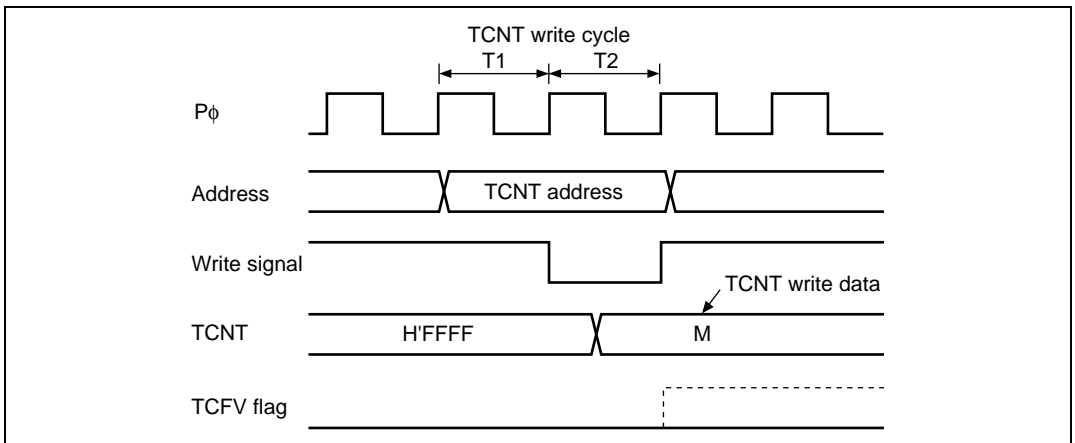 TCNT write cycle
T1 T2
Pφ
Address TCNT address
Write signal
TCNT write data
TCNT H'FFFF M
TCFV flag